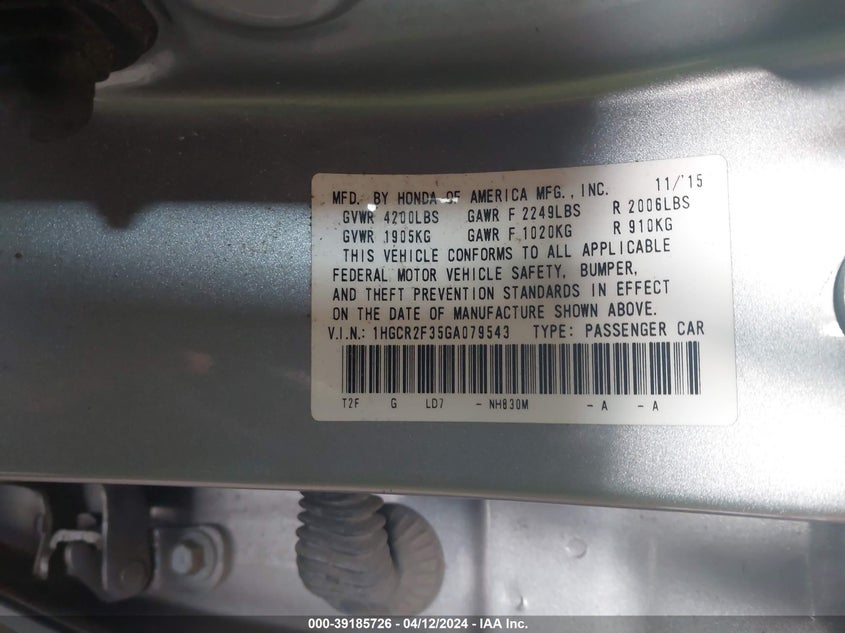 MFD. BY HONDA OF AMERICA MFG., INC. 11/'15
GVWR 4200LBS GAWR F 2249LBS R 2006LBS
GVWR 1905KG GAWR F 1020KG R 910KG
THIS VEHICLE CONFORMS TO ALL APPLICABLE
FEDERAL MOTOR VEHICLE SAFETY, BUMPER,
AND THEFT PREVENTION STANDARDS IN EFFECT
ON THE DATE OF MANUFACTURE SHOWN ABOVE.
V.I.N.: 1HGCR2F35GA079543 TYPE: PASSENGER CAR
T2F G LD7 - NH830M - A - A
000-39185726 - 04/12/2024 - IAA Inc.